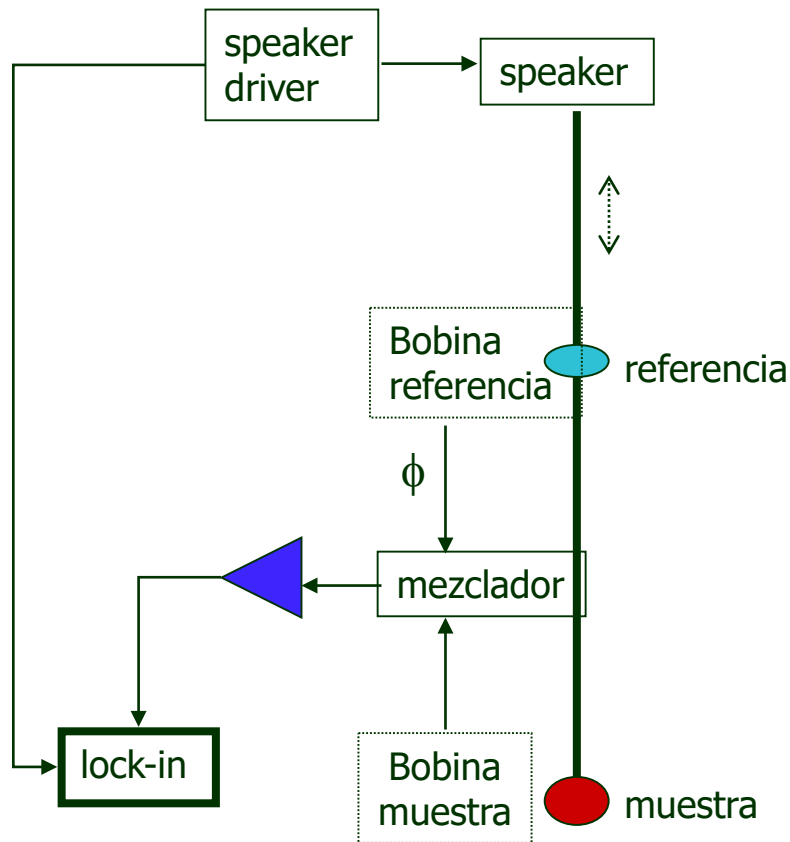 speaker
driver
speaker
Bobina
referencia
referencia
ϕ
mezclador
lock-in
Bobina
muestra
muestra